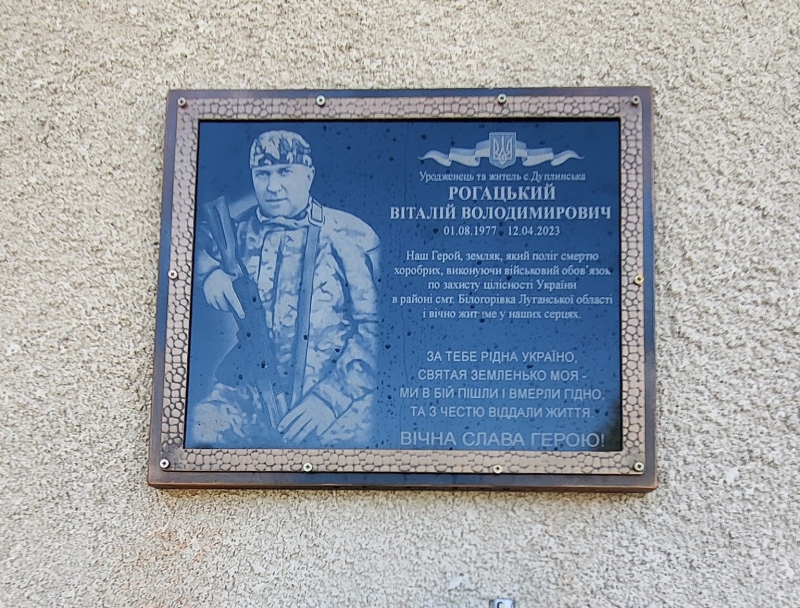 Уродженець та житель с.Дуплинська
РОГАЦЬКИЙ
ВІТАЛІЙ ВОЛОДИМИРОВИЧ
01.08.1977 12.04.2023
Наш Герой, земляк, який поліг смертю
хоробрих, виконуючи військовий обов'язок
по захисту цілісності України
в районі смт. Білогорівка Луганської області
і вічно житиме у наших серцях.
ЗА ТЕБЕ РІДНА УКРАЇНО,
СВЯТАЯ ЗЕМЛЕНЬКО МОЯ -
МИ В БІЙ ПІШЛИ І ВМЕРЛИ ГІДНО,
ТА З ЧЕСТЮ ВІДДАЛИ ЖИТТЯ.
ВІЧНА СЛАВА ГЕРОЮ!